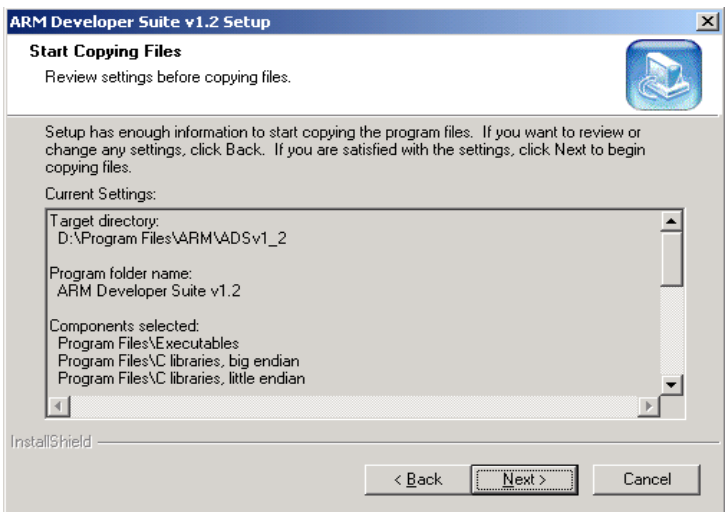 ARM Developer Suite v1.2 Setup
Start Copying Files
Review settings before copying files.
Setup has enough information to start copying the program files. If you want to review or
change any settings, click Back. If you are satisfied with the settings, click Next to begin
copying files.
Current Settings:
Target directory:
D:\Program Files\ARM\ADSv1_2
Program folder name:
ARM Developer Suite v1.2
Components selected:
Program Files\Executables
Program Files\C libraries, big endian
Program Files\C libraries, little endian
InstallShield
< Back
Next >
Cancel